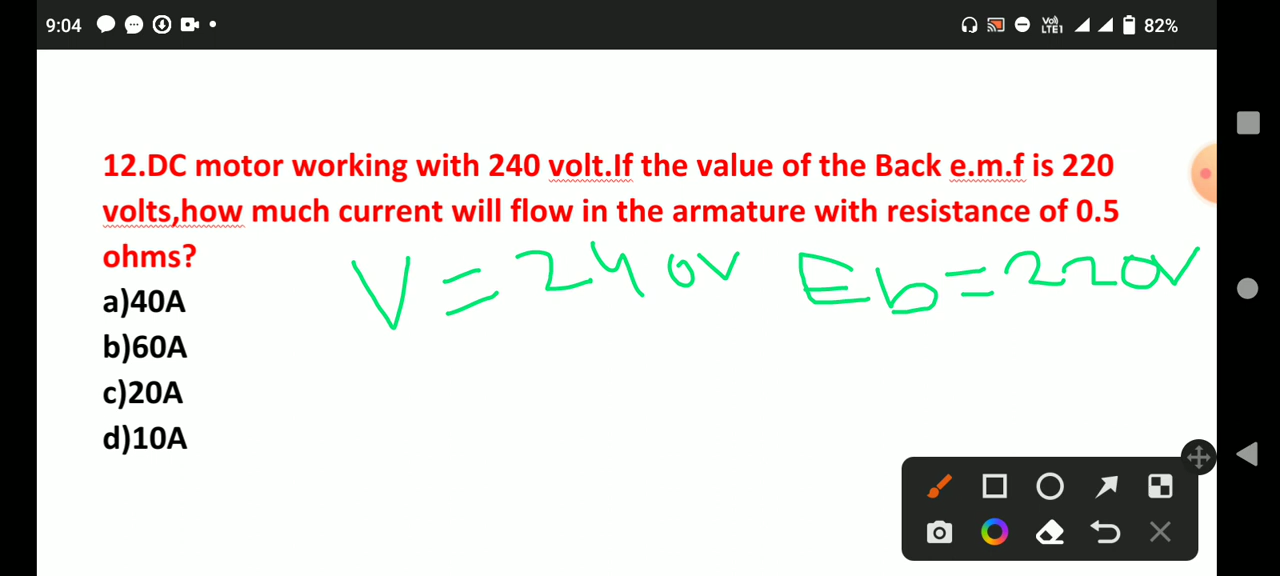 9:04 Vo) LTE1 82%
12.DC motor working with 240 volt.If the value of the Back e.m.f is 220
volts,how much current will flow in the armature with resistance of 0.5
ohms?
V = 240V Eb = 220V
a)40A
b)60A
c)20A
d)10A